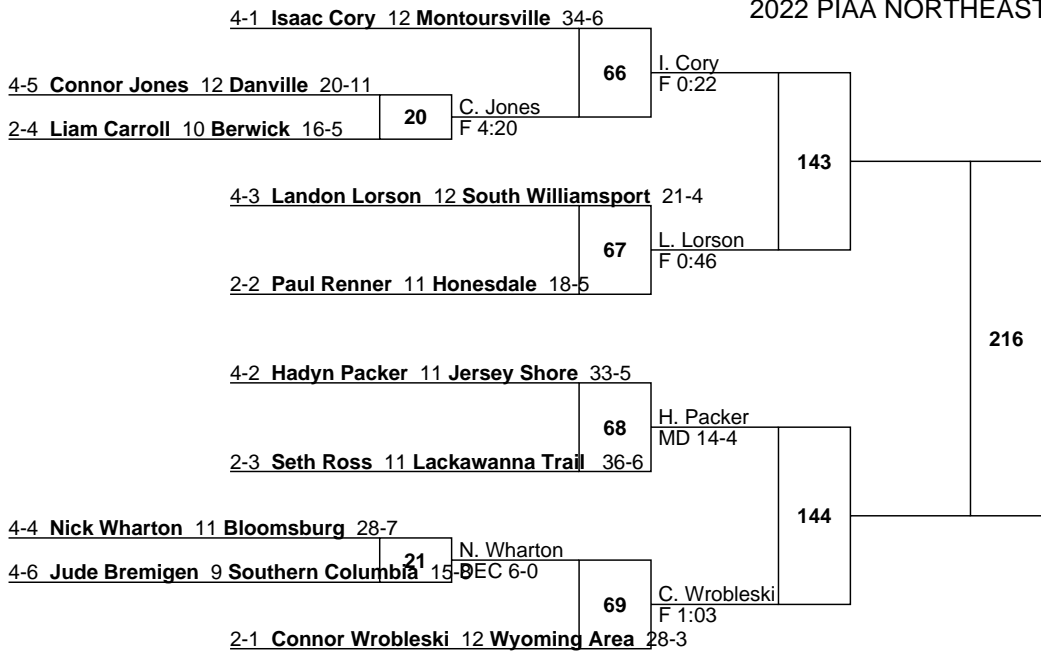 2022 PIAA NORTHEAST
4-1 Isaac Cory 12 Montoursville 34-6
66
I. Cory
F 0:22
4-5 Connor Jones 12 Danville 20-11
20
C. Jones
F 4:20
2-4 Liam Carroll 10 Berwick 16-5
143
4-3 Landon Lorson 12 South Williamsport 21-4
67
L. Lorson
F 0:46
2-2 Paul Renner 11 Honesdale 18-5
216
4-2 Hadyn Packer 11 Jersey Shore 33-5
68
H. Packer
MD 14-4
2-3 Seth Ross 11 Lackawanna Trail 36-6
144
4-4 Nick Wharton 11 Bloomsburg 28-7
21
N. Wharton
DEC 6-0
4-6 Jude Bremigen 9 Southern Columbia
69
C. Wrobleski
F 1:03
2-1 Connor Wrobleski 12 Wyoming Area 28-3